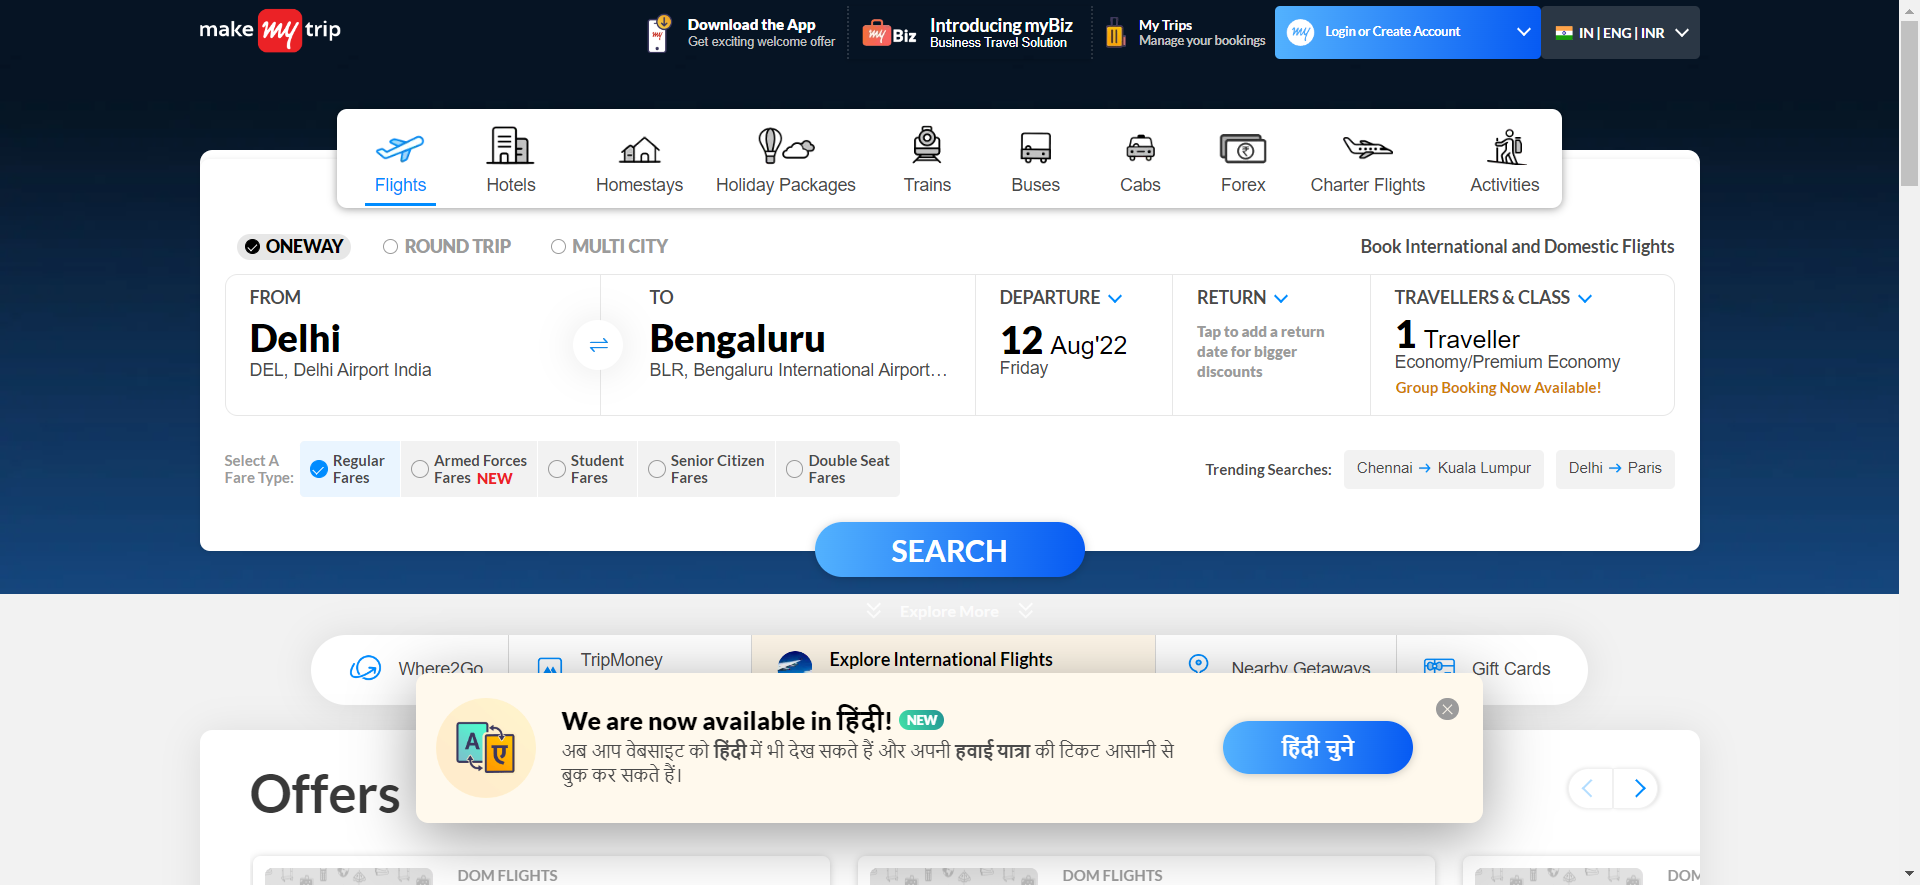 make my trip
Download the App
Get exciting welcome offer
my Biz
Introducing myBiz
Business Travel Solution
My Trips
Manage your bookings
my
Login or Create Account
IN | ENG | INR
Flights
Hotels
Homestays
Holiday Packages
Trains
Buses
Cabs
Forex
Charter Flights
Activities
ONEWAY
ROUND TRIP
MULTI CITY
Book International and Domestic Flights
FROM
Delhi
DEL, Delhi Airport India
TO
Bengaluru
BLR, Bengaluru International Airport...
DEPARTURE
12 Aug'22
Friday
RETURN
Tap to add a return
date for bigger
discounts
TRAVELLERS & CLASS
1 Traveller
Economy/Premium Economy
Group Booking Now Available!
Select A
Fare Type:
Regular
Fares
Armed Forces
Fares NEW
Student
Fares
Senior Citizen
Fares
Double Seat
Fares
Trending Searches:
Chennai → Kuala Lumpur
Delhi → Paris
SEARCH
Explore More
Where2Go
TripMoney
Explore International Flights
Nearby Getaways
Gift Cards
We are now available in हिंदी! NEW
अब आप वेबसाइट को हिंदी में भी देख सकते हैं और अपनी हवाई यात्रा की टिकट आसानी से
बुक कर सकते हैं।
हिंदी चुने
A
ए
Offers
DOM FLIGHTS
DOM FLIGHTS
DOM